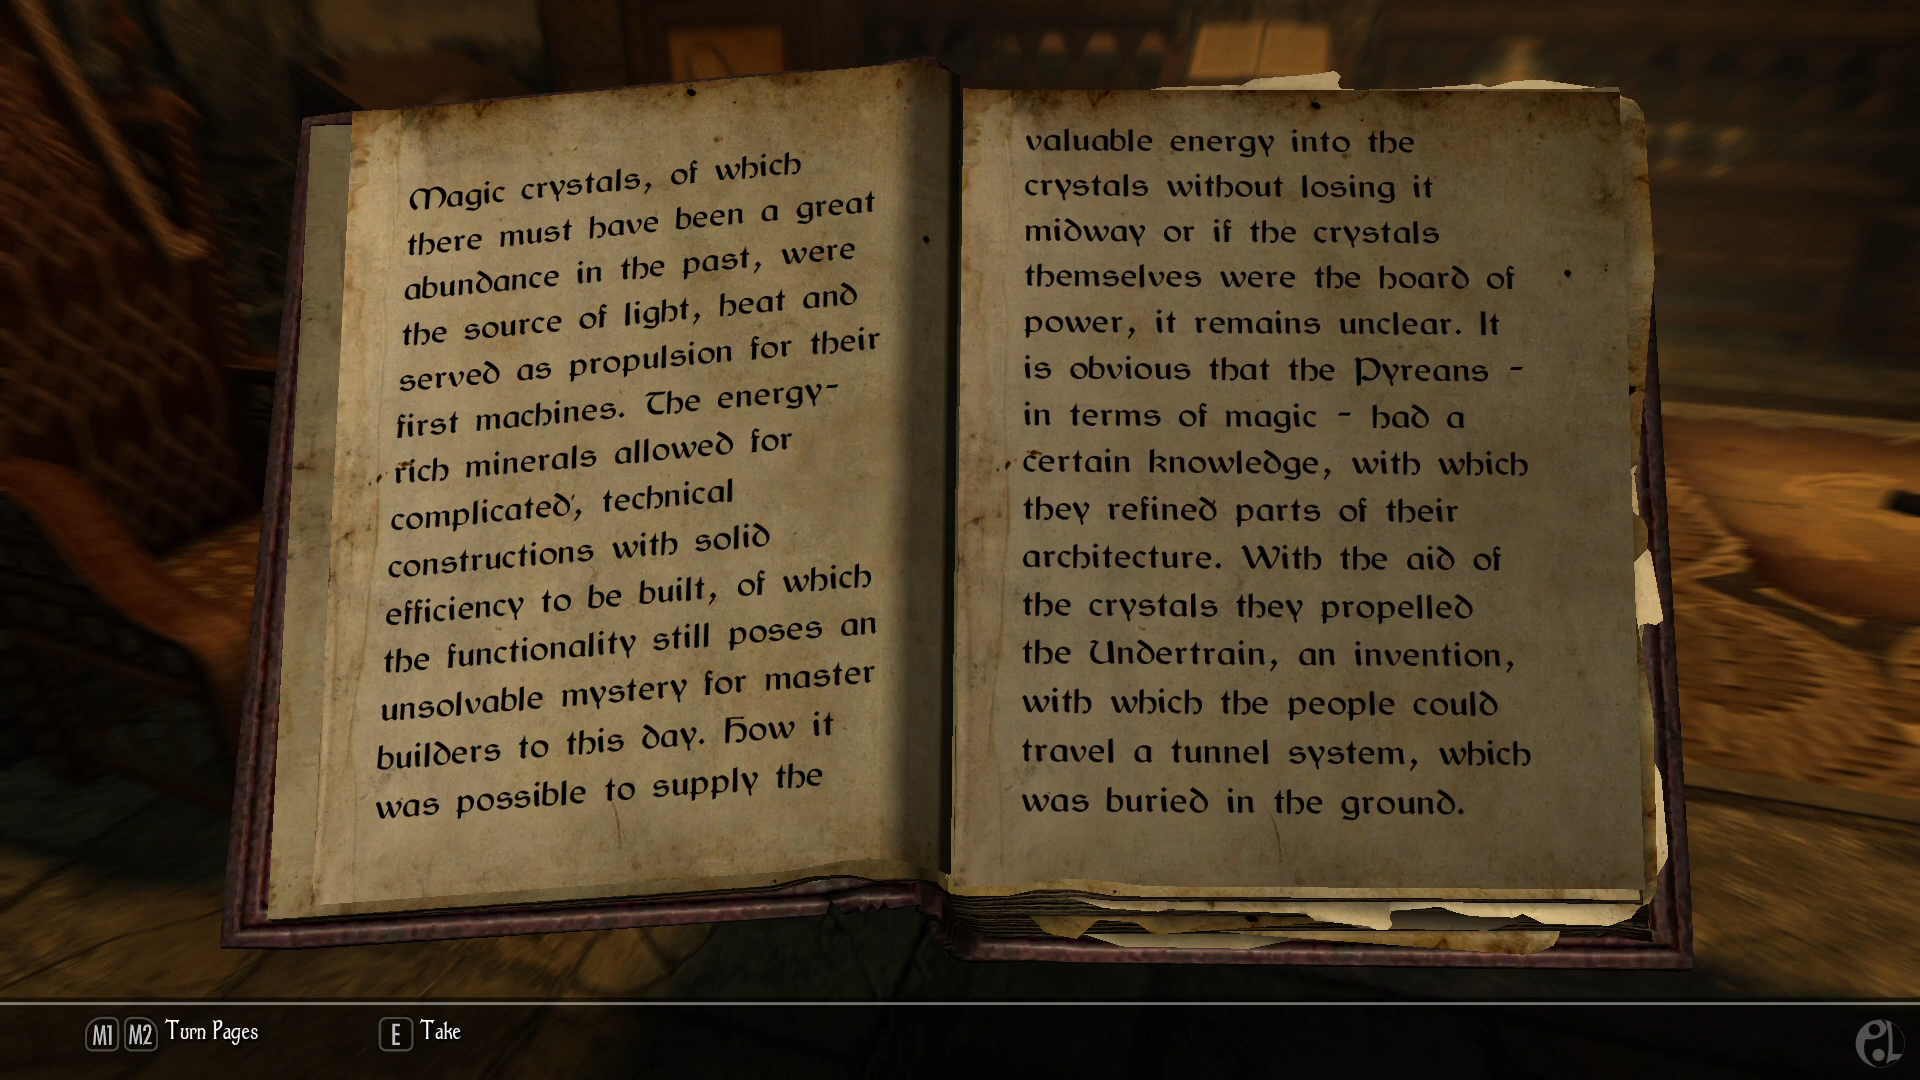 Magic crystals, of which
there must have been a great
abundance in the past, were
the source of light, heat and
served as propulsion for their
first machines. The energy-
rich minerals allowed for
complicated, technical
constructions with solid
efficiency to be built, of which
the functionality still poses an
unsolvable mystery for master
builders to this day. How it
was possible to supply the
valuable energy into the
crystals without losing it
midway or if the crystals
themselves were the hoard of
power, it remains unclear. It
is obvious that the Pyreans -
in terms of magic - had a
certain knowledge, with which
they refined parts of their
architecture. With the aid of
the crystals they propelled
the Undertrain, an invention,
with which the people could
travel a tunnel system, which
was buried in the ground.
M1 M2 Turn Pages
E Take